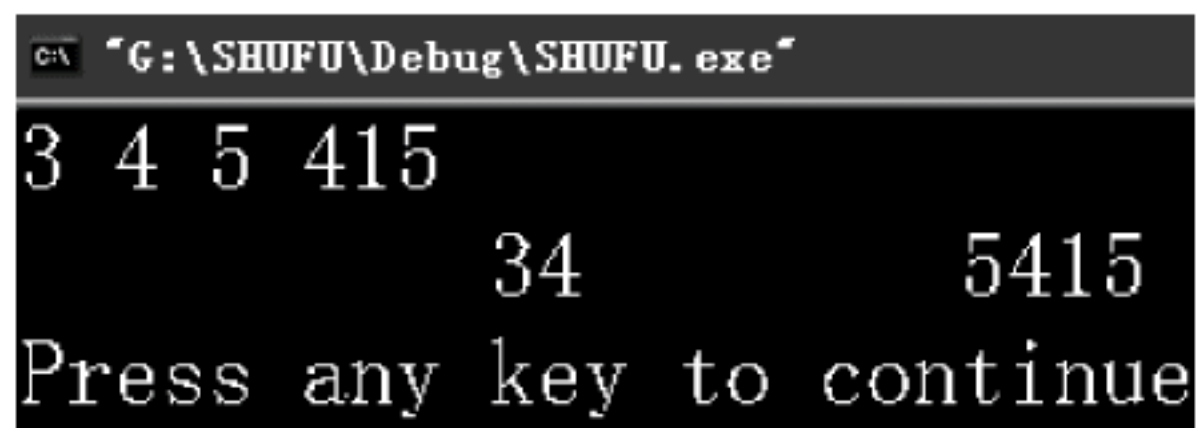 C:\ "G:\SHUFU\Debug\SHUFU.exe"
3 4 5 415
          34        5415
Press any key to continue